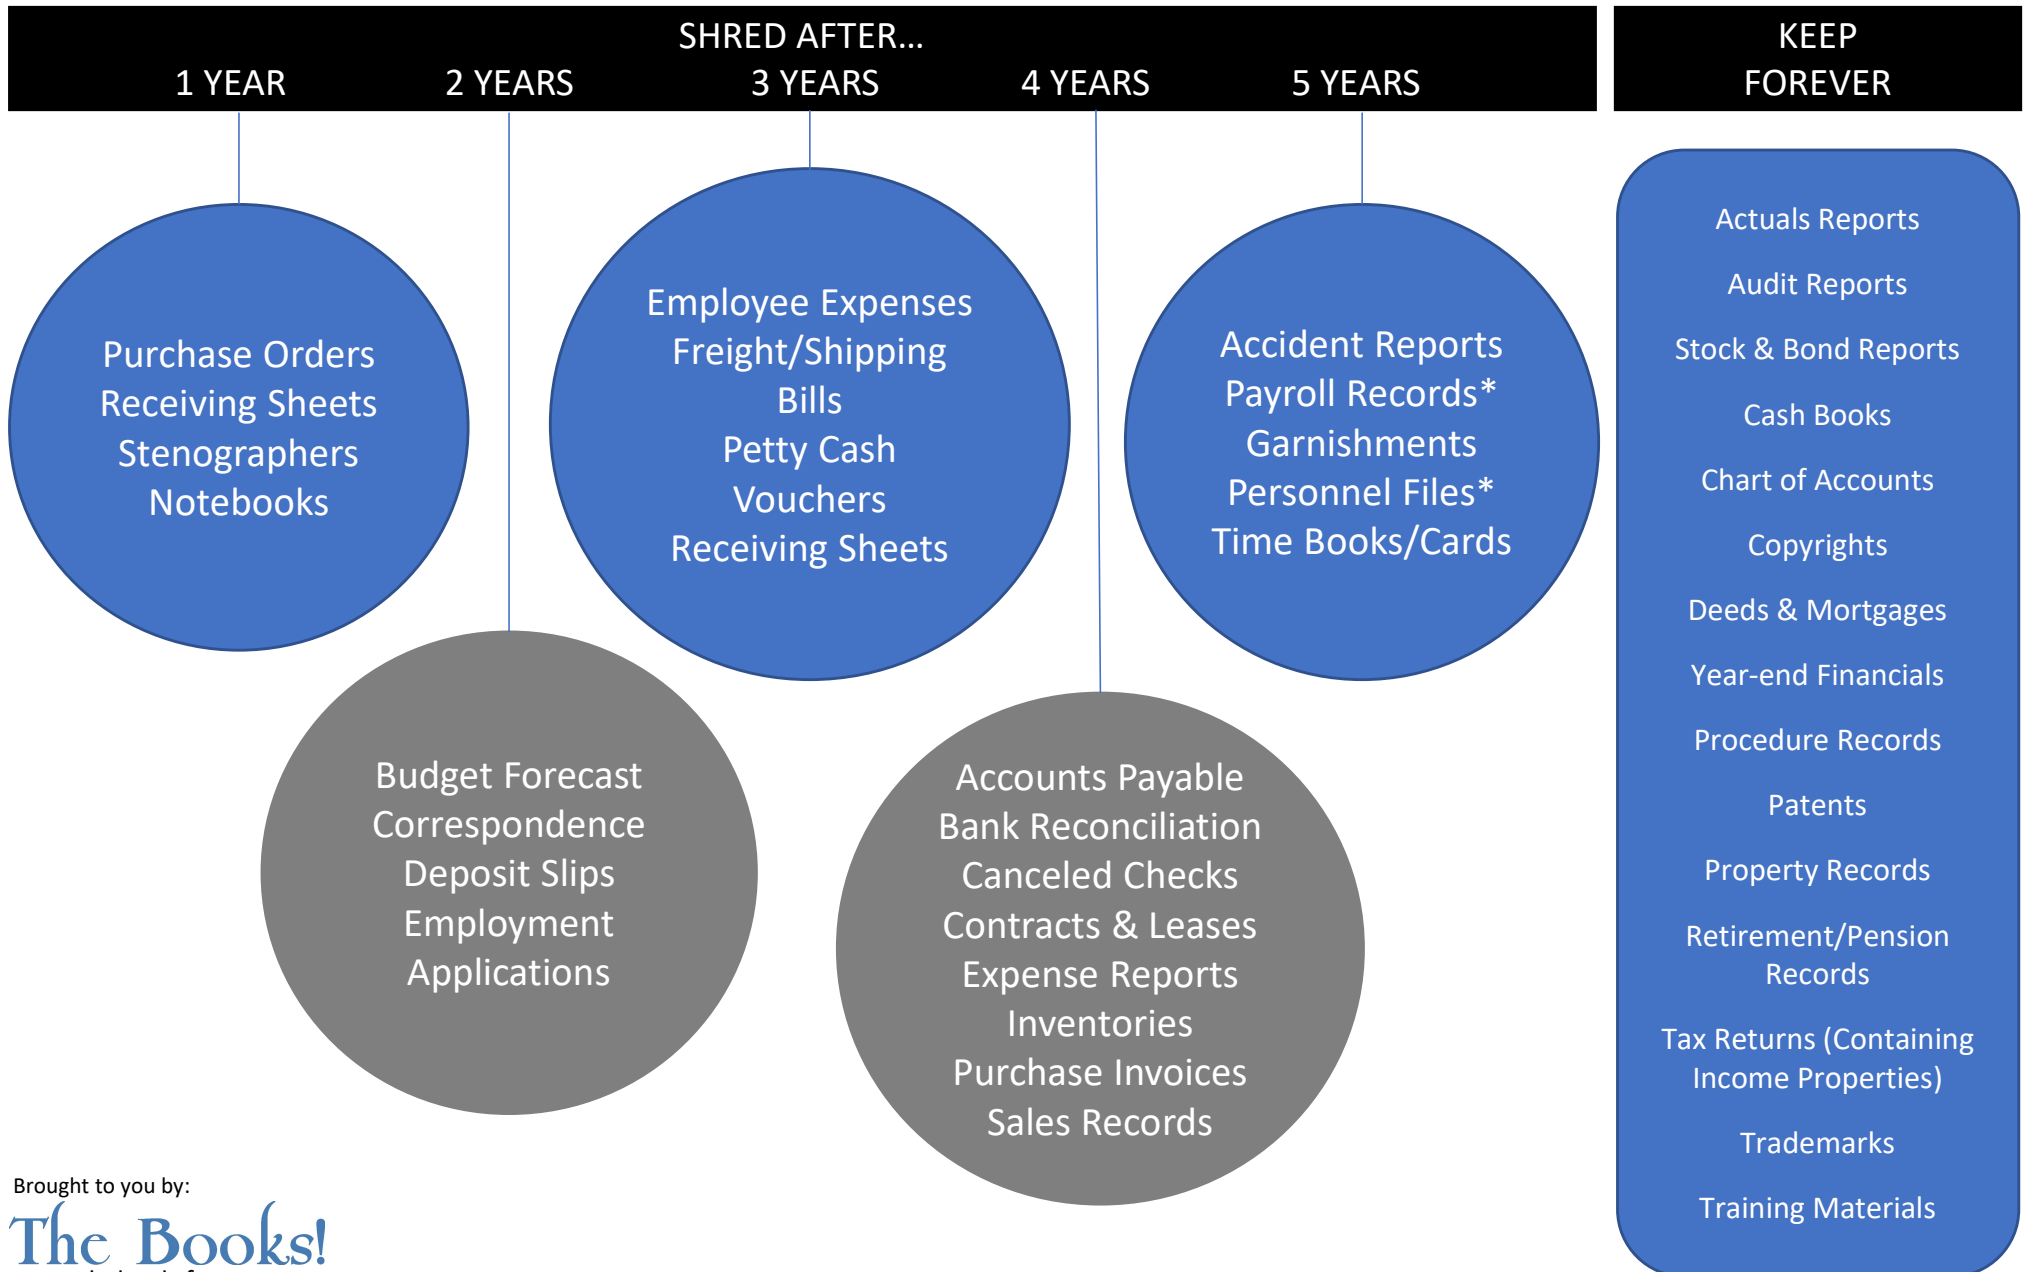 SHRED AFTER…
1 YEAR
2 YEARS
3 YEARS
4 YEARS
5 YEARS
KEEP
FOREVER
Purchase Orders
Receiving Sheets
Stenographers
Notebooks
Budget Forecast
Correspondence
Deposit Slips
Employment
Applications
Employee Expenses
Freight/Shipping
Bills
Petty Cash
Vouchers
Receiving Sheets
Accounts Payable
Bank Reconciliation
Canceled Checks
Contracts & Leases
Expense Reports
Inventories
Purchase Invoices
Sales Records
Accident Reports
Payroll Records*
Garnishments
Personnel Files*
Time Books/Cards
Actuals Reports
Audit Reports
Stock & Bond Reports
Cash Books
Chart of Accounts
Copyrights
Deeds & Mortgages
Year-end Financials
Procedure Records
Patents
Property Records
Retirement/Pension
Records
Tax Returns (Containing
Income Properties)
Trademarks
Training Materials
Brought to you by:
The Books!